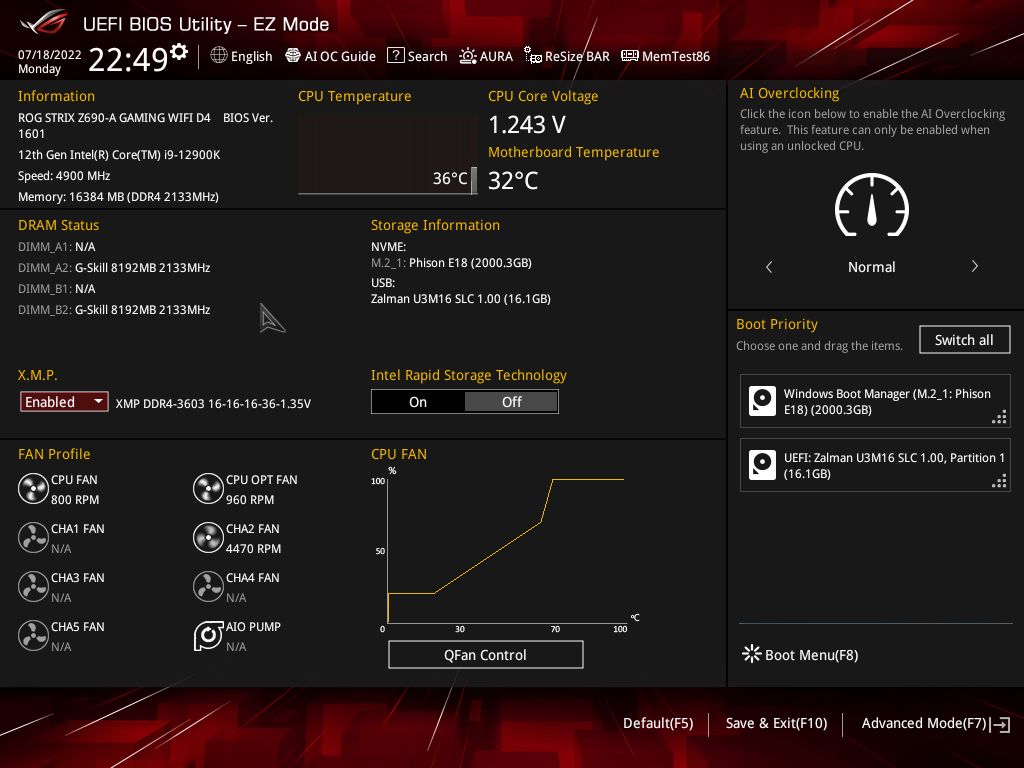 UEFI BIOS Utility – EZ Mode
07/18/2022
Monday
22:49
English
AI OC Guide
? Search
AURA
ReSize BAR
MemTest86
Information
ROG STRIX Z690-A GAMING WIFI D4 BIOS Ver.
1601
12th Gen Intel(R) Core(TM) i9-12900K
Speed: 4900 MHz
Memory: 16384 MB (DDR4 2133MHz)
CPU Temperature
36°C
CPU Core Voltage
1.243 V
Motherboard Temperature
32°C
AI Overclocking
Click the icon below to enable the AI Overclocking
feature. This feature can only be enabled when
using an unlocked CPU.
Normal
DRAM Status
DIMM_A1: N/A
DIMM_A2: G-Skill 8192MB 2133MHz
DIMM_B1: N/A
DIMM_B2: G-Skill 8192MB 2133MHz
Storage Information
NVME:
M.2_1: Phison E18 (2000.3GB)
USB:
Zalman U3M16 SLC 1.00 (16.1GB)
X.M.P.
Enabled
XMP DDR4-3603 16-16-16-36-1.35V
Intel Rapid Storage Technology
On
Off
Boot Priority
Choose one and drag the items.
Switch all
Windows Boot Manager (M.2_1: Phison
E18) (2000.3GB)
UEFI: Zalman U3M16 SLC 1.00, Partition 1
(16.1GB)
FAN Profile
CPU FAN
800 RPM
CPU OPT FAN
960 RPM
CHA1 FAN
N/A
CHA2 FAN
4470 RPM
CHA3 FAN
N/A
CHA4 FAN
N/A
CHA5 FAN
N/A
AIO PUMP
N/A
CPU FAN
%
100
50
0
30
70
100
°C
QFan Control
Boot Menu(F8)
Default(F5)
Save & Exit(F10)
Advanced Mode(F7)